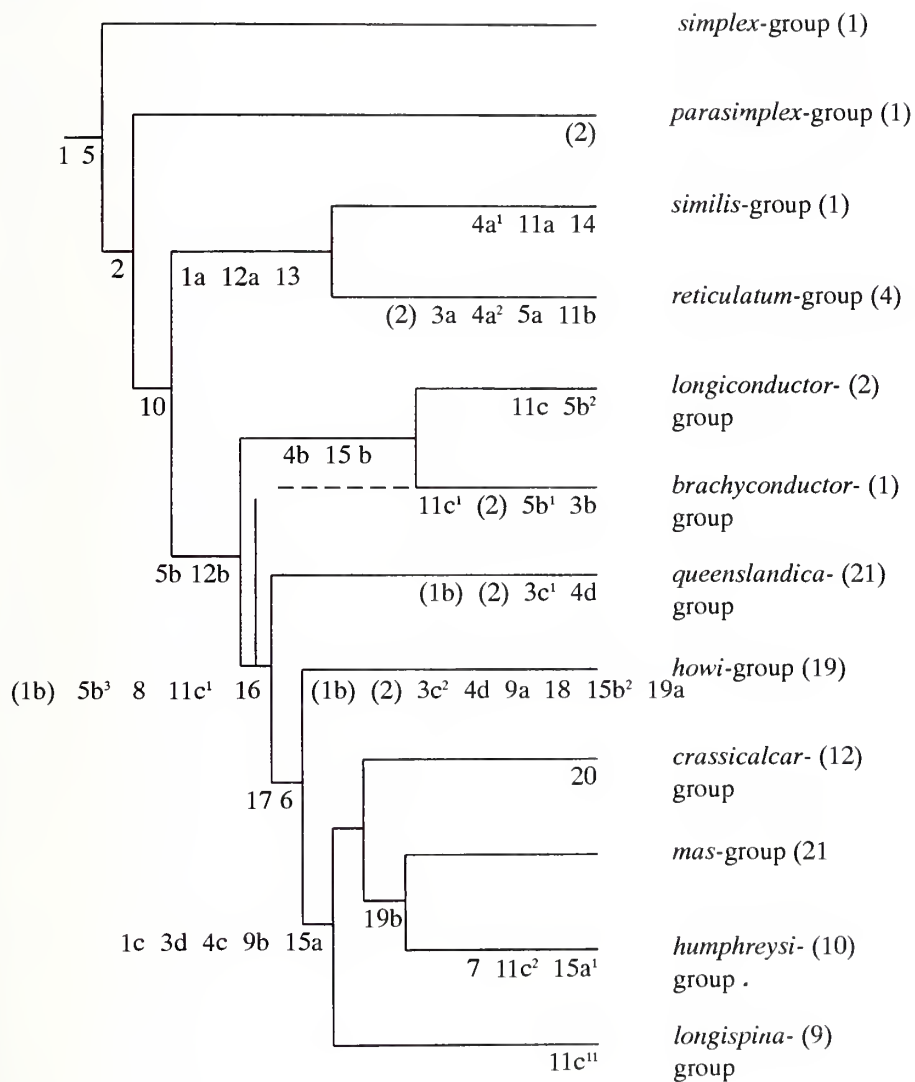 simplex-group (1)
parasimplex-group (1)
1 5
(2)
similis-group (1)
4a¹ 11a 14
2
1a 12a 13
reticulatum-group (4)
(2) 3a 4a² 5a 11b
longiconductor- (2)
group
10
11c 5b²
4b 15 b
brachyconductor- (1)
group
11c¹ (2) 5b¹ 3b
5b 12b
queenslandica- (21)
group
(1b) (2) 3c¹ 4d
howi-group (19)
(1b) 5b³ 8 11c¹ 16
(1b) (2) 3c² 4d 9a 18 15b² 19a
crassicalcar- (12)
group
20
17 6
mas-group (21
19b
1c 3d 4c 9b 15a
humphreysi- (10)
group .
7 11c² 15a¹
longispina- (9)
group
11c¹¹